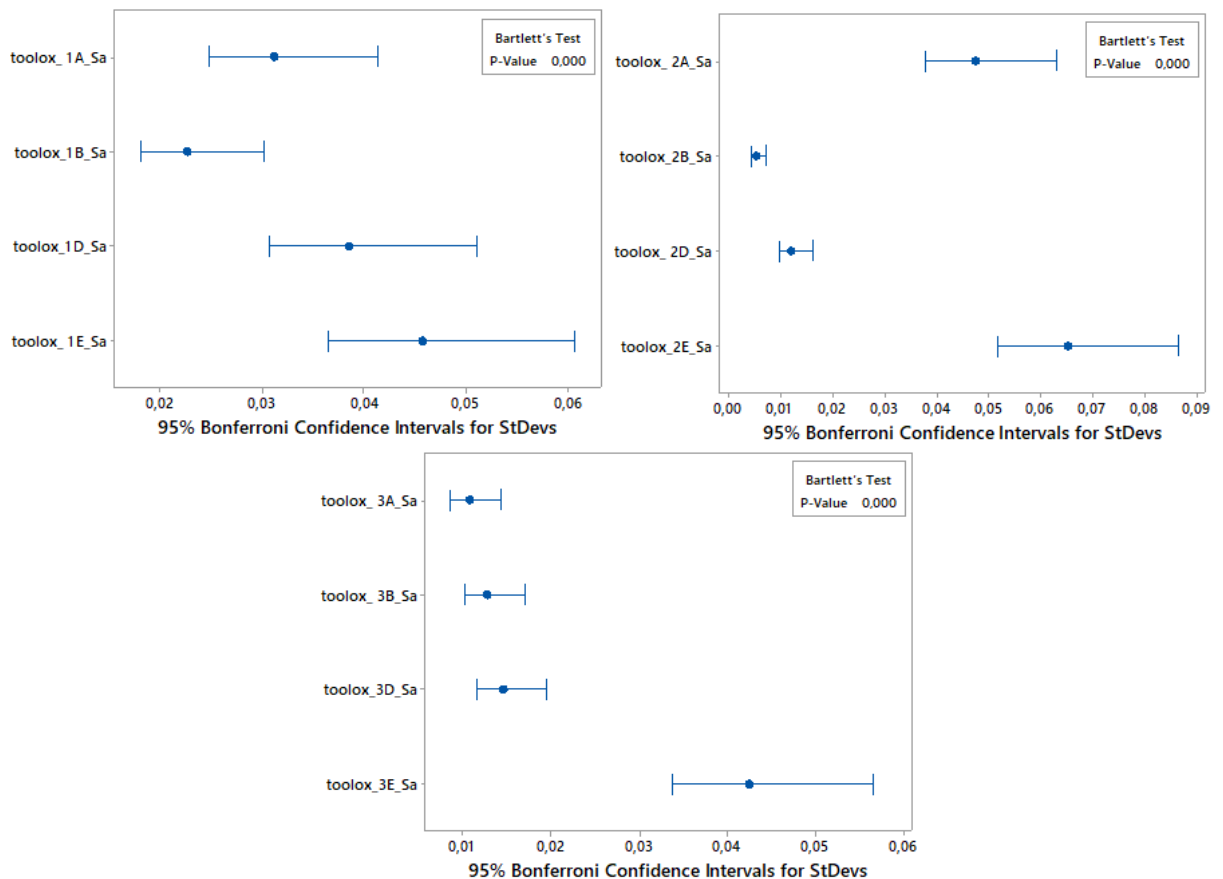 Bartlett's Test
P-Value 0,000
toolox_ 1A_Sa
toolox_1B_Sa
toolox_1D_Sa
toolox_ 1E_Sa
0,02 0,03 0,04 0,05 0,06
95% Bonferroni Confidence Intervals for StDevs
Bartlett's Test
P-Value 0,000
toolox_ 2A_Sa
toolox_2B_Sa
toolox_ 2D_Sa
toolox_2E_Sa
0,00 0,01 0,02 0,03 0,04 0,05 0,06 0,07 0,08 0,09
95% Bonferroni Confidence Intervals for StDevs
Bartlett's Test
P-Value 0,000
toolox_ 3A_Sa
toolox_ 3B_Sa
toolox_3D_Sa
toolox_3E_Sa
0,01 0,02 0,03 0,04 0,05 0,06
95% Bonferroni Confidence Intervals for StDevs